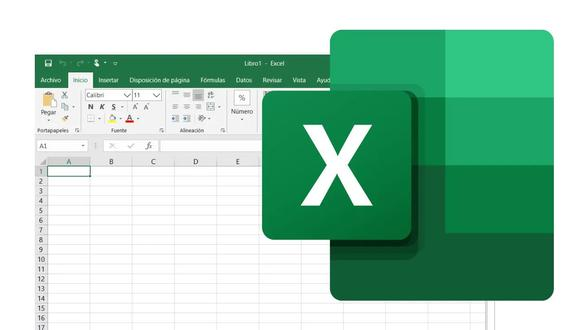 Libro1 - Excel
Archivo Inicio Insertar Disposición de página Fórmulas Datos Revisar Vista Ayud
Calibri 11 A A
Pegar N K S A %
Número
Portapapeles Fuente Alineación
A1 fx
A B C D E
1
2
3
4
5
6
7
8
9
10
11
12
13
14
15
16
17
X